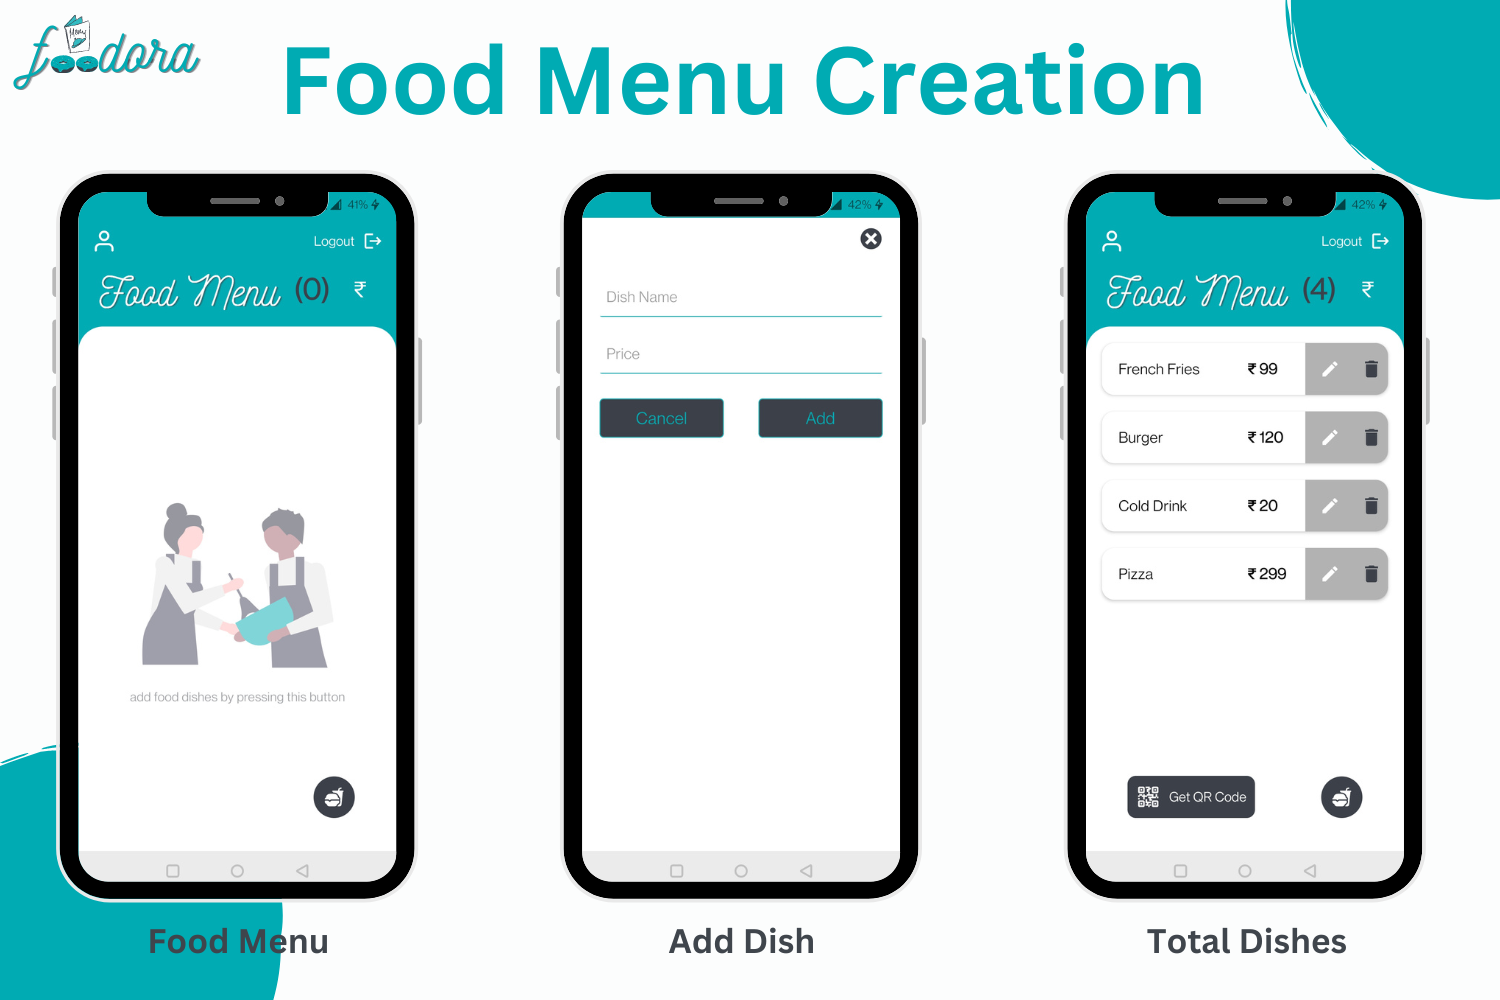 foodora
Menu
Food Menu Creation
41%
Logout
Food Menu (0) ₹
add food dishes by pressing this button
Food Menu
42%
Dish Name
Price
Cancel Add
Add Dish
42%
Logout
Food Menu (4) ₹
French Fries ₹ 99
Burger ₹ 120
Cold Drink ₹ 20
Pizza ₹ 299
Get QR Code
Total Dishes